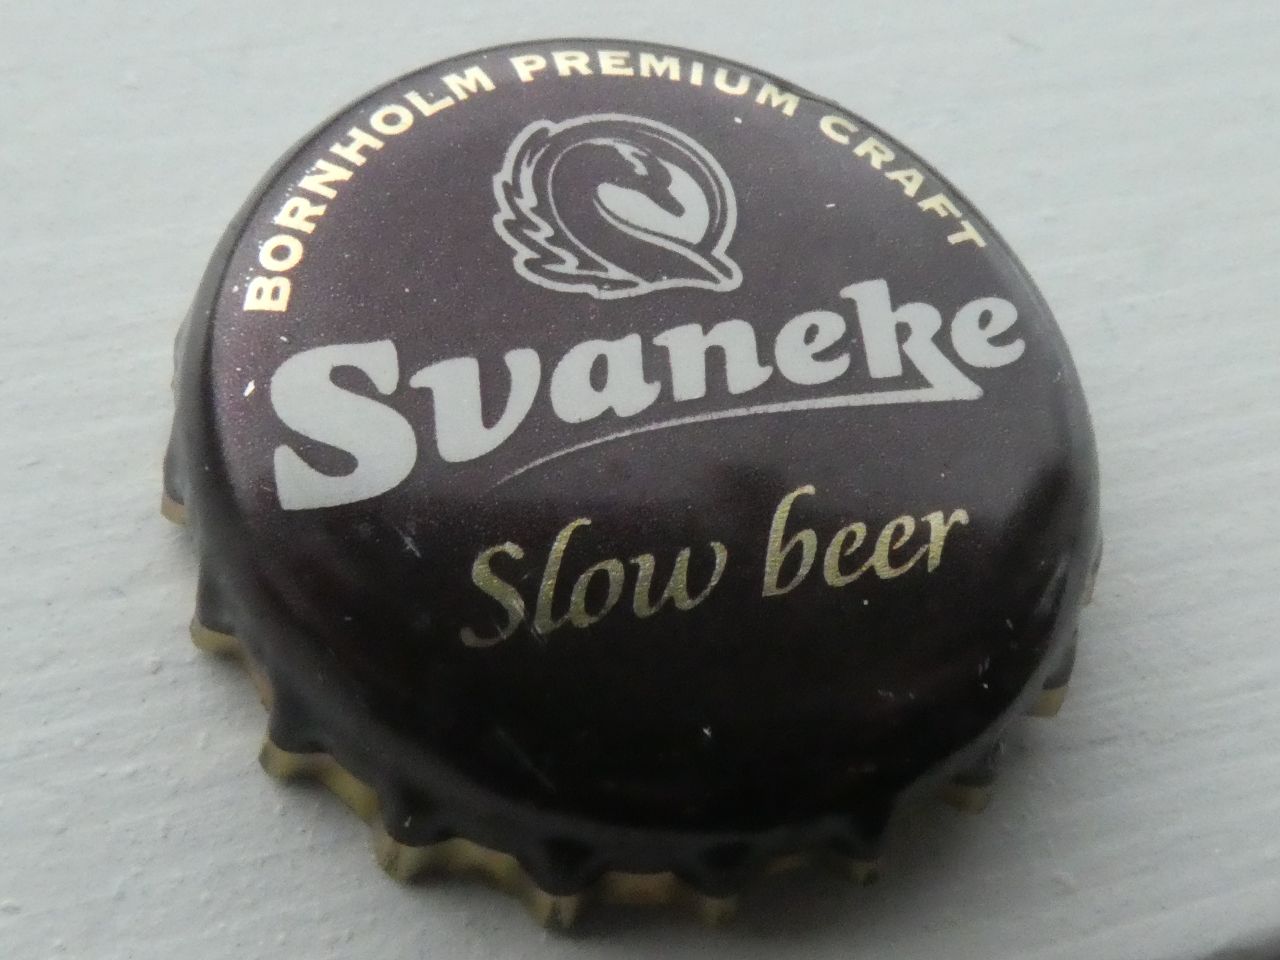 BORNHOLM PREMIUM CRAFT
Svaneke
Slow beer